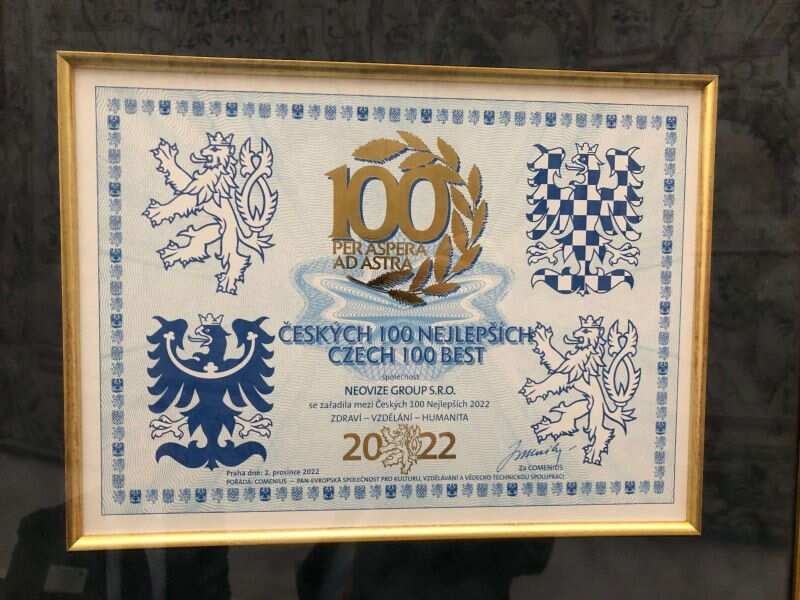 100
PER ASPERA
AD ASTRA
ČESKÝCH 100 NEJLEPŠÍCH
CZECH 100 BEST
společnost
NEOVIZE GROUP S.R.O.
se zařadila mezi Českých 100 Nejlepších 2022
ZDRAVÍ – VZDĚLÁNÍ – HUMANITA
2022
Praha dne: 2. prosince 2022
Za COMENIUS
POŘÁDÁ: COMENIUS – PAN-EVROPSKÁ SPOLEČNOST PRO KULTURU, VZDĚLÁVÁNÍ A VĚDECKO TECHNICKOU SPOLUPRÁCI